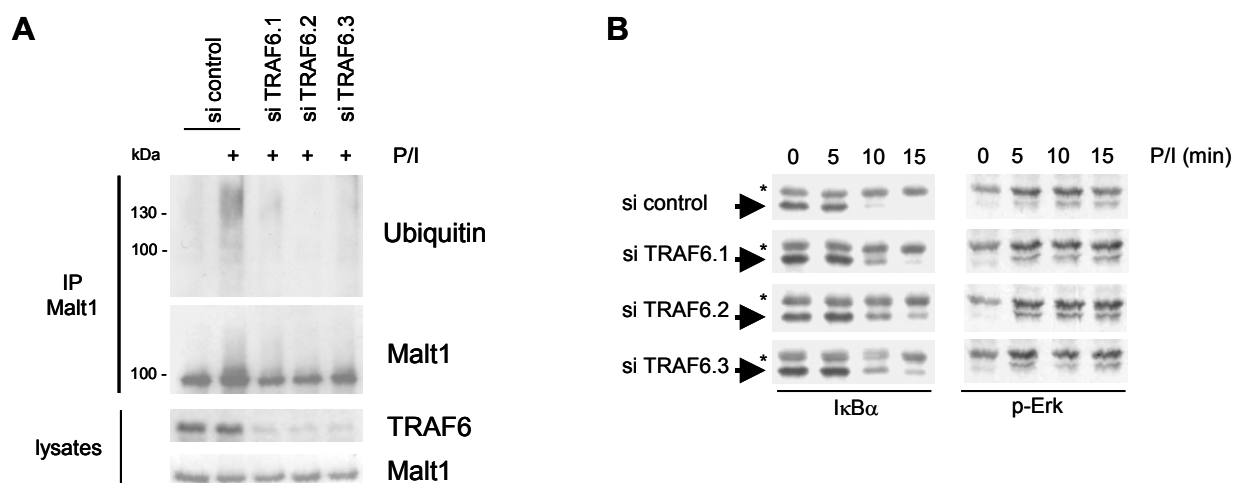 A
si control
si TRAF6.1
si TRAF6.2
si TRAF6.3
kDa + + + + P/I
130 -
100 -
Ubiquitin
IP
Malt1
100 -
Malt1
lysates
TRAF6
Malt1
B
0 5 10 15 0 5 10 15 P/I (min)
si control *
si TRAF6.1 *
si TRAF6.2 *
si TRAF6.3 *
IκBα p-Erk